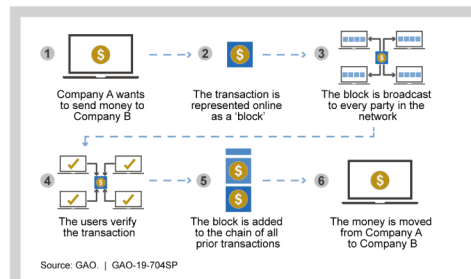 1
$
2
$
3
$
Company A wants
to send money to
Company B
The transaction is
represented online
as a ‘block’
The block is broadcast
to every party in the
network
4
$
5
$
$
6
$
The users verify
the transaction
The block is added
to the chain of all
prior transactions
The money is moved
from Company A
to Company B
Source: GAO. | GAO-19-704SP